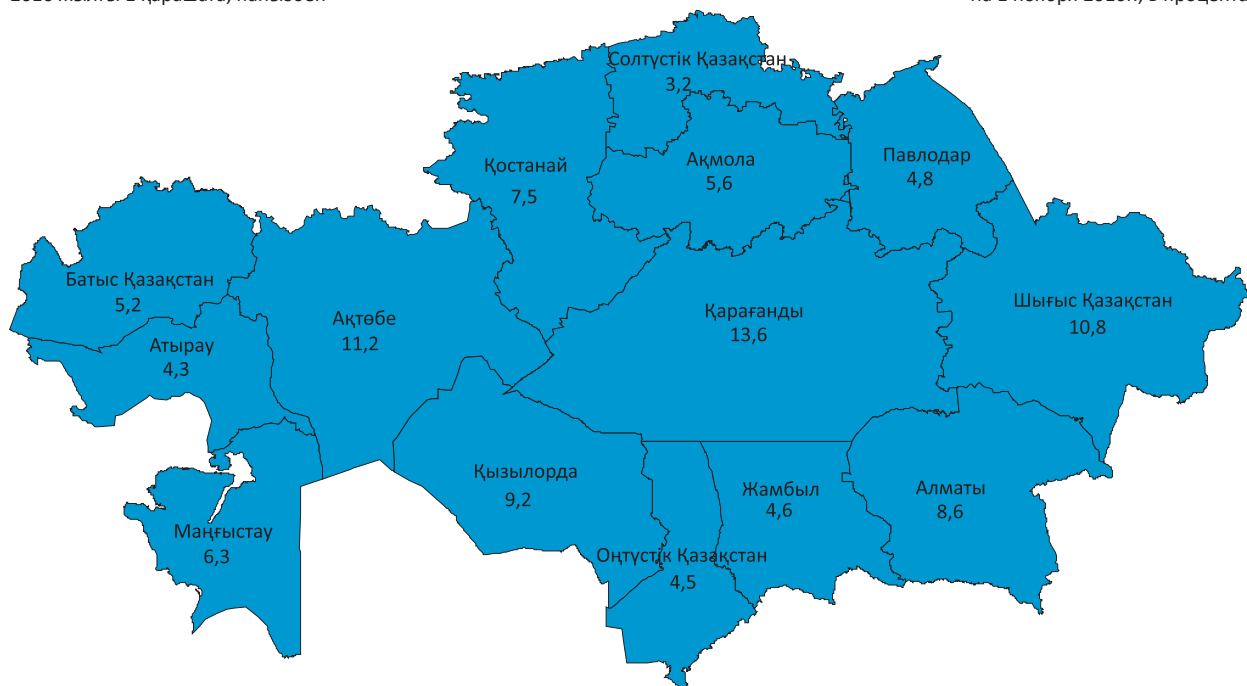 Солтүстік Қазақстан
3,2
Қостанай
7,5
Ақмола
5,6
Павлодар
4,8
Батыс Қазақстан
5,2
Ақтөбе
11,2
Қарағанды
13,6
Шығыс Қазақстан
10,8
Атырау
4,3
Қызылорда
9,2
Жамбыл
4,6
Алматы
8,6
Маңғыстау
6,3
Оңтүстік Қазақстан
4,5